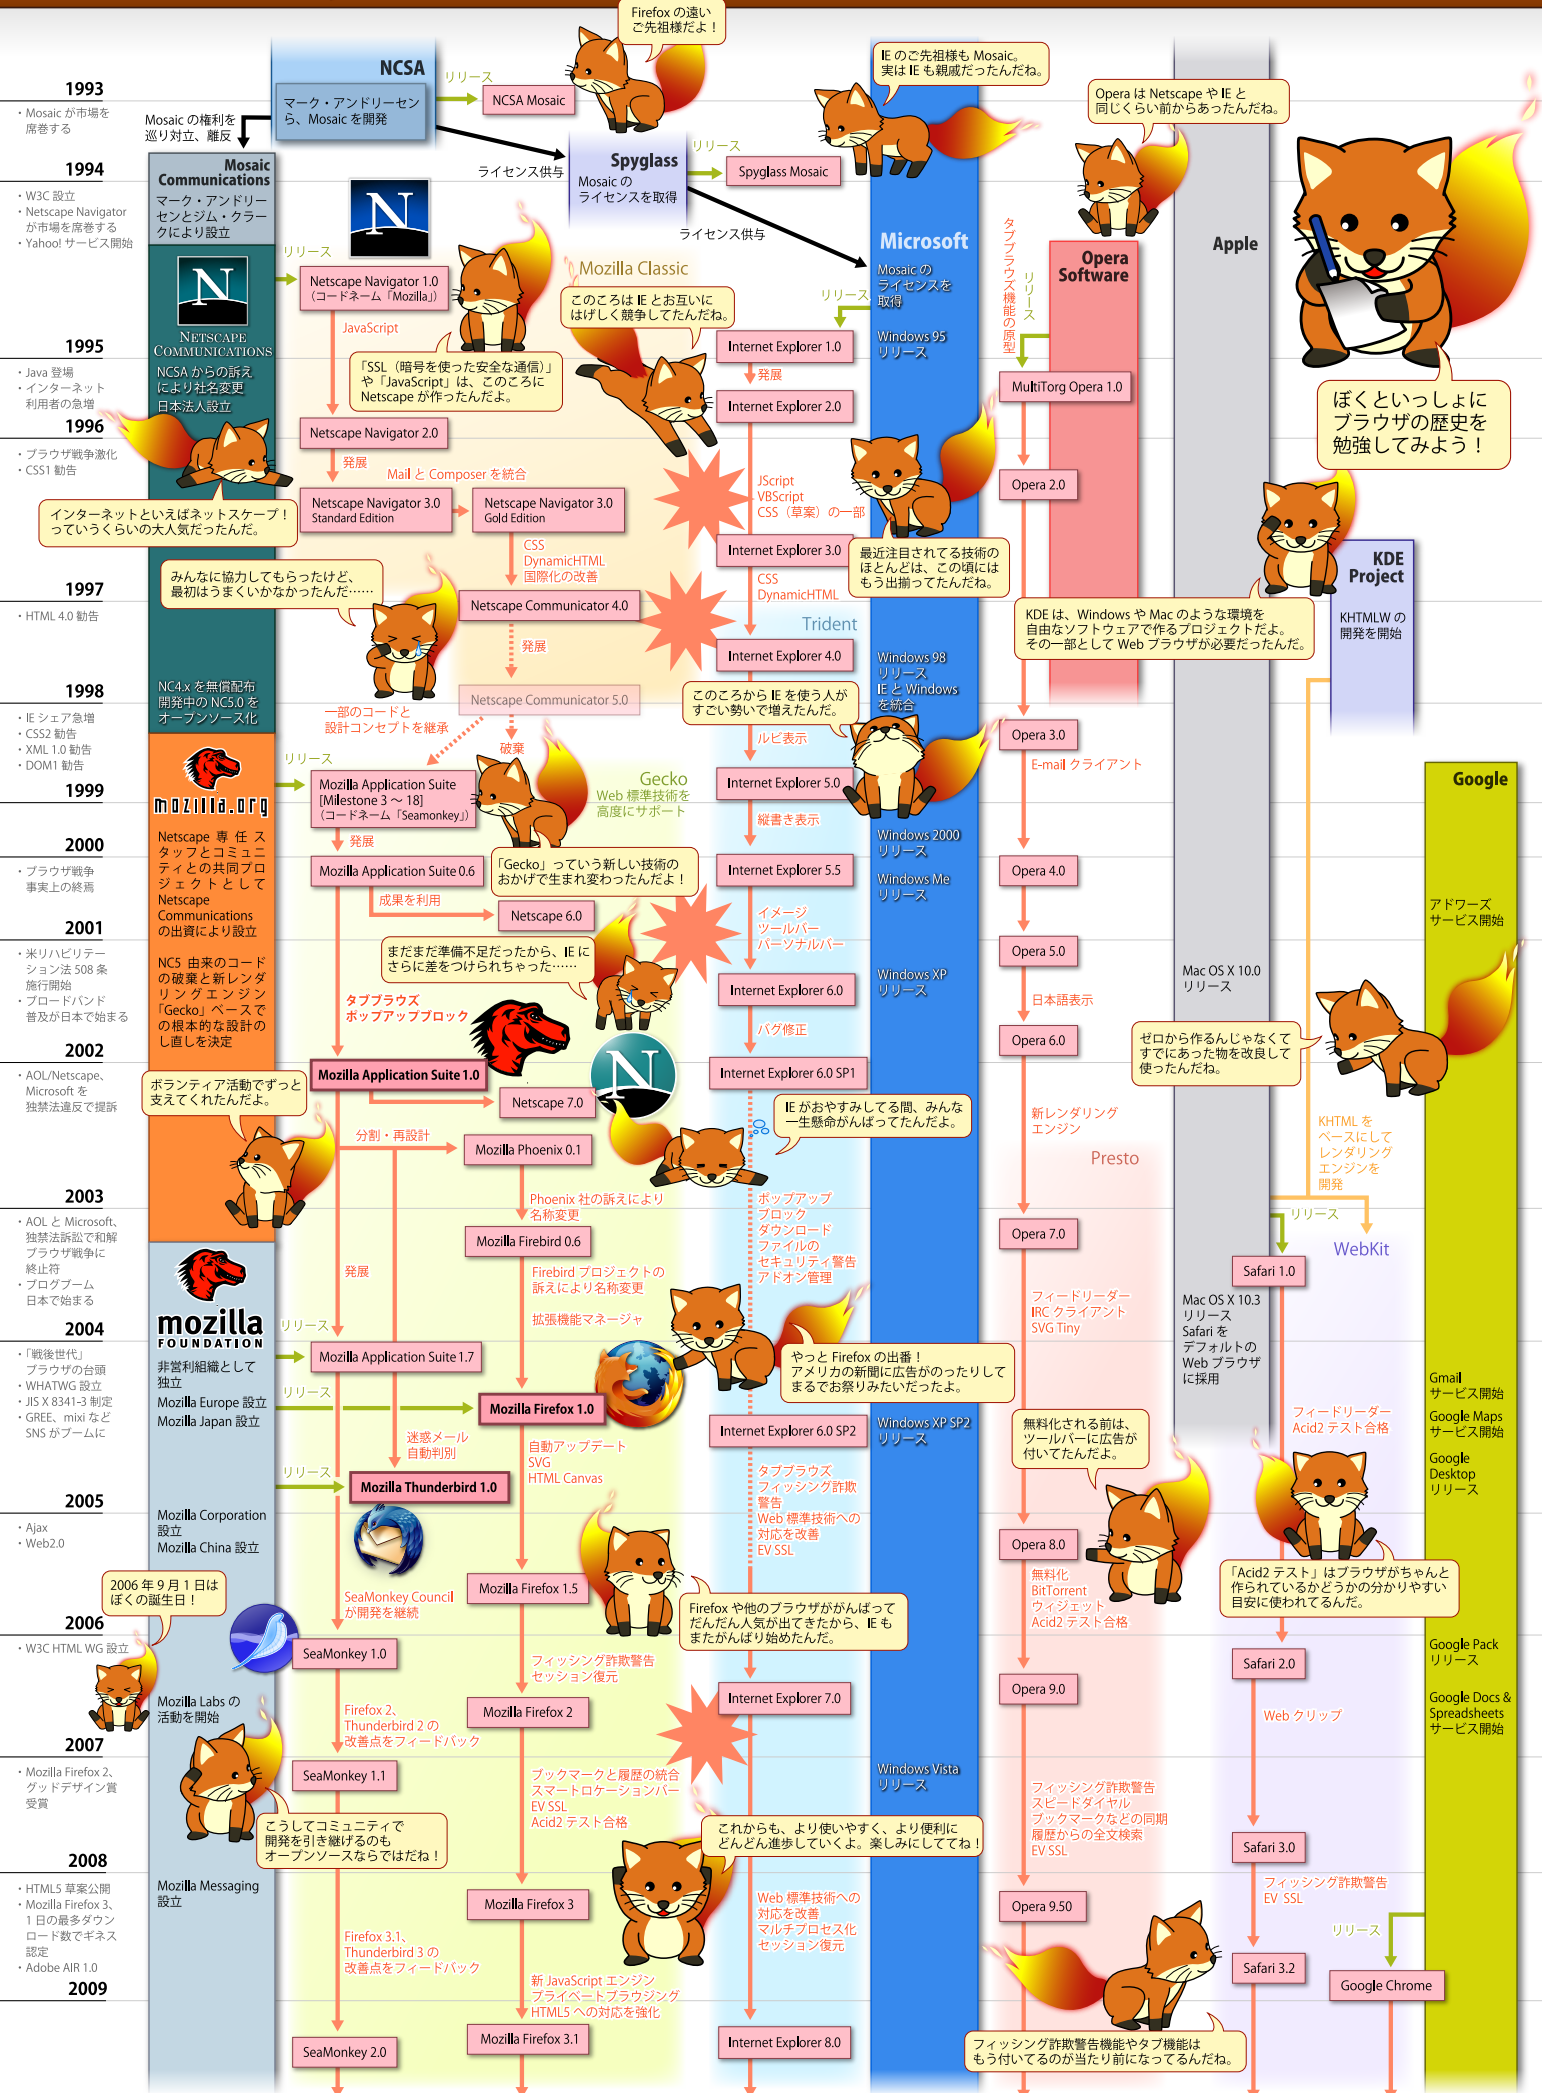 Firefox の遠い
ご先祖様だよ！
IE のご先祖様も Mosaic。
実は IE も親戚だったんだね。
Opera は Netscape や IE と
同じくらい前からあったんだね。
ぼくといっしょに
ブラウザの歴史を
勉強してみよう！
1993
・Mosaic が市場を
席巻する
1994
・W3C 設立
・Netscape Navigator
が市場を席巻する
・Yahoo! サービス開始
1995
・Java 登場
・インターネット
利用者の急増
1996
・ブラウザ戦争激化
・CSS1 勧告
1997
・HTML 4.0 勧告
1998
・IE シェア急増
・CSS2 勧告
・XML 1.0 勧告
・DOM1 勧告
1999
2000
・ブラウザ戦争
事実上の終焉
2001
・米リハビリテー
ション法 508 条
施行開始
・ブロードバンド
普及が日本で始まる
2002
・AOL/Netscape、
Microsoft を
独禁法違反で提訴
2003
・AOL と Microsoft、
独禁法訴訟で和解
ブラウザ戦争に
終止符
・ブログブーム
日本で始まる
2004
・「戦後世代」
ブラウザの台頭
・WHATWG 設立
・JIS X 8341-3 制定
・GREE、mixi など
SNS がブームに
2005
・Ajax
・Web2.0
2006
・W3C HTML WG 設立
2007
・Mozilla Firefox 2、
グッドデザイン賞
受賞
2008
・HTML5 草案公開
・Mozilla Firefox 3、
1 日の最多ダウン
ロード数でギネス
認定
・Adobe AIR 1.0
2009
NCSA
マーク・アンドリーセン
ら、Mosaic を開発
リリース
NCSA Mosaic
Mosaic の権利を
巡り対立、離反
ライセンス供与
Spyglass
Mosaic の
ライセンスを取得
リリース
Spyglass Mosaic
ライセンス供与
Mosaic
Communications
マーク・アンドリー
センとジム・クラー
クにより設立
N
NETSCAPE
COMMUNICATIONS
NCSA からの訴え
により社名変更
日本法人設立
インターネットといえばネットスケープ！
っていうくらいの大人気だったんだ。
NC4.x を無償配布
開発中の NC5.0 を
オープンソース化
mozilla.org
Netscape 専任ス
タッフとコミュニ
ティとの共同プロ
ジェクトとして
Netscape
Communications
の出資により設立
NC5 由来のコード
の破棄と新レンダ
リングエンジン
「Gecko」ベースで
の根本的な設計の
し直しを決定
ボランティア活動でずっと
支えてくれたんだよ。
mozilla
FOUNDATION
非営利組織として
独立
Mozilla Europe 設立
Mozilla Japan 設立
Mozilla Corporation
設立
Mozilla China 設立
2006 年 9 月 1 日は
ぼくの誕生日！
Mozilla Labs の
活動を開始
こうしてコミュニティで
開発を引き継げるのも
オープンソースならではだね！
Mozilla Messaging
設立
N
リリース
Netscape Navigator 1.0
（コードネーム「Mozilla」）
JavaScript
「SSL（暗号を使った安全な通信）」
や「JavaScript」は、このころに
Netscape が作ったんだよ。
Netscape Navigator 2.0
発展
Mail と Composer を統合
Netscape Navigator 3.0
Standard Edition
Netscape Navigator 3.0
Gold Edition
CSS
DynamicHTML
国際化の改善
みんなに協力してもらったけど、
最初はうまくいかなかったんだ……
Netscape Communicator 4.0
発展
Netscape Communicator 5.0
一部のコードと
設計コンセプトを継承
破棄
リリース
Mozilla Application Suite
[Milestone 3 ～ 18]
（コードネーム「Seamonkey」）
Gecko
Web 標準技術を
高度にサポート
発展
「Gecko」っていう新しい技術の
おかげで生まれ変わったんだよ！
Mozilla Application Suite 0.6
成果を利用
Netscape 6.0
まだまだ準備不足だったから、IE に
さらに差をつけられちゃった……
タブブラウズ
ポップアップブロック
Mozilla Application Suite 1.0
N
Netscape 7.0
分割・再設計
Mozilla Phoenix 0.1
Phoenix 社の訴えにより
名称変更
Mozilla Firebird 0.6
発展
Firebird プロジェクトの
訴えにより名称変更
拡張機能マネージャ
リリース
Mozilla Application Suite 1.7
リリース
Mozilla Firefox 1.0
やっと Firefox の出番！
アメリカの新聞に広告がのったりして
まるでお祭りみたいだったよ。
迷惑メール
自動判別
自動アップデート
SVG
HTML Canvas
リリース
Mozilla Thunderbird 1.0
SeaMonkey Council
が開発を継続
Mozilla Firefox 1.5
Firefox や他のブラウザががんばって
だんだん人気が出てきたから、IE も
またがんばり始めたんだ。
SeaMonkey 1.0
フィッシング詐欺警告
セッション復元
Firefox 2、
Thunderbird 2 の
改善点をフィードバック
Mozilla Firefox 2
SeaMonkey 1.1
ブックマークと履歴の統合
スマートロケーションバー
EV SSL
Acid2 テスト合格
これからも、より使いやすく、より便利に
どんどん進歩していくよ。楽しみにしててね！
Mozilla Firefox 3
Firefox 3.1、
Thunderbird 3 の
改善点をフィードバック
新 JavaScript エンジン
プライベートブラウジング
HTML5 への対応を強化
SeaMonkey 2.0
Mozilla Firefox 3.1
Mozilla Classic
このころは IE とお互いに
はげしく競争してたんだね。
Microsoft
Mosaic の
ライセンスを
取得
リリース
Windows 95
リリース
Internet Explorer 1.0
発展
Internet Explorer 2.0
JScript
VBScript
CSS（草案）の一部
Internet Explorer 3.0
最近注目されてる技術の
ほとんどは、この頃には
もう出揃ってたんだね。
CSS
DynamicHTML
Trident
Internet Explorer 4.0
Windows 98
リリース
IE と Windows
を統合
このころから IE を使う人が
すごい勢いで増えたんだ。
ルビ表示
Internet Explorer 5.0
縦書き表示
Windows 2000
リリース
Internet Explorer 5.5
Windows Me
リリース
イメージ
ツールバー
パーソナルバー
Internet Explorer 6.0
Windows XP
リリース
バグ修正
Internet Explorer 6.0 SP1
IE がおやすみしてる間、みんな
一生懸命がんばってたんだよ。
ポップアップ
ブロック
ダウンロード
ファイルの
セキュリティ警告
アドオン管理
Internet Explorer 6.0 SP2
Windows XP SP2
リリース
タブブラウズ
フィッシング詐欺
警告
Web 標準技術への
対応を改善
EV SSL
Internet Explorer 7.0
Windows Vista
リリース
Web 標準技術への
対応を改善
マルチプロセス化
セッション復元
Internet Explorer 8.0
Opera
Software
タブブラウズ機能の原型
リリース
MultiTorg Opera 1.0
Opera 2.0
Opera 3.0
E-mail クライアント
Opera 4.0
Opera 5.0
日本語表示
Opera 6.0
新レンダリング
エンジン
Presto
Opera 7.0
フィードリーダー
IRC クライアント
SVG Tiny
無料化される前は、
ツールバーに広告が
付いてたんだよ。
Opera 8.0
無料化
BitTorrent
ウィジェット
Acid2 テスト合格
Opera 9.0
フィッシング詐欺警告
スピードダイヤル
ブックマークなどの同期
履歴からの全文検索
EV SSL
Opera 9.50
フィッシング詐欺警告機能やタブ機能は
もう付いてるのが当たり前になってるんだね。
Apple
Mac OS X 10.0
リリース
ゼロから作るんじゃなくて
すでにあった物を改良して
使ったんだね。
KDE
Project
KHTMLW の
開発を開始
KDE は、Windows や Mac のような環境を
自由なソフトウェアで作るプロジェクトだよ。
その一部として Web ブラウザが必要だったんだ。
KHTML を
ベースにして
レンダリング
エンジンを
開発
リリース
WebKit
Safari 1.0
Mac OS X 10.3
リリース
Safari を
デフォルトの
Web ブラウザ
に採用
フィードリーダー
Acid2 テスト合格
「Acid2 テスト」はブラウザがちゃんと
作られているかどうかの分かりやすい
目安に使われてるんだ。
Safari 2.0
Web クリップ
Safari 3.0
フィッシング詐欺警告
EV SSL
Safari 3.2
Google
アドワーズ
サービス開始
Gmail
サービス開始
Google Maps
サービス開始
Google
Desktop
リリース
Google Pack
リリース
Google Docs &
Spreadsheets
サービス開始
リリース
Google Chrome